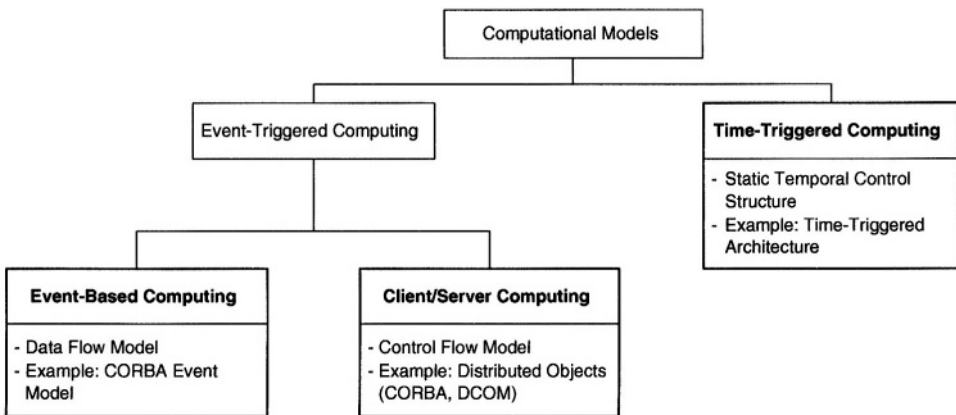 Computational Models
Event-Triggered Computing
Time-Triggered Computing
- Static Temporal Control
Structure
- Example: Time-Triggered
Architecture
Event-Based Computing
- Data Flow Model
- Example: CORBA Event
Model
Client/Server Computing
- Control Flow Model
- Example: Distributed Objects
(CORBA, DCOM)